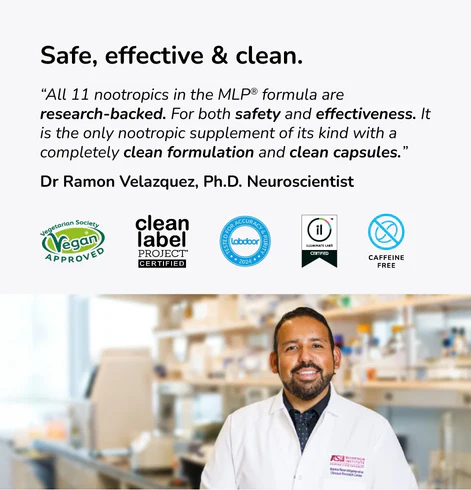 Safe, effective & clean.
“All 11 nootropics in the MLP® formula are
research-backed. For both safety and effectiveness. It
is the only nootropic supplement of its kind with a
completely clean formulation and clean capsules.”
Dr Ramon Velazquez, Ph.D. Neuroscientist
Vegetarian Society
Vegan
APPROVED
clean
label
PROJECT
CERTIFIED
TESTED FOR ACCURACY & PURITY
labdoor
2024
il
ILLUMINATE LABS
CERTIFIED
CAFFEINE
FREE
ASU